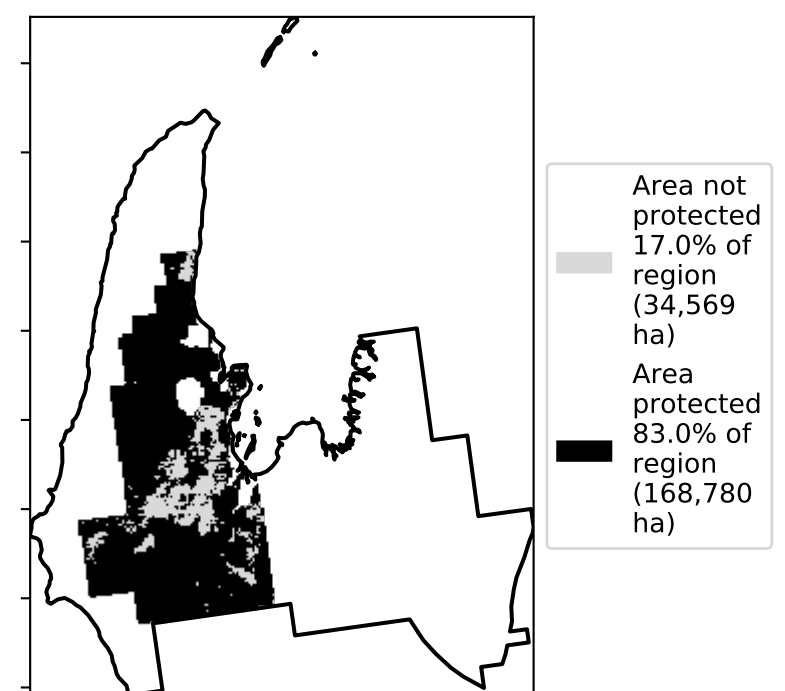 Area not
protected
17.0% of
region
(34,569
ha)
Area
protected
83.0% of
region
(168,780
ha)